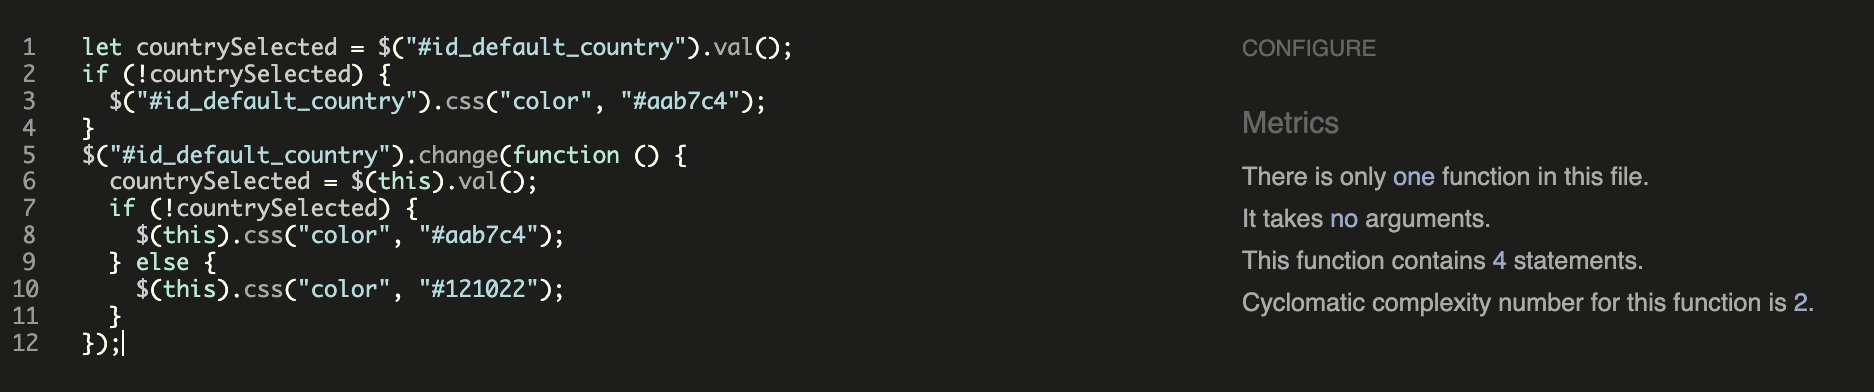 1 let countrySelected = $("#id_default_country").val();
2 if (!countrySelected) {
3 $("#id_default_country").css("color", "#aab7c4");
4 }
5 $("#id_default_country").change(function () {
6 countrySelected = $(this).val();
7 if (!countrySelected) {
8 $(this).css("color", "#aab7c4");
9 } else {
10 $(this).css("color", "#121022");
11 }
12 });
CONFIGURE
Metrics
There is only one function in this file.
It takes no arguments.
This function contains 4 statements.
Cyclomatic complexity number for this function is 2.